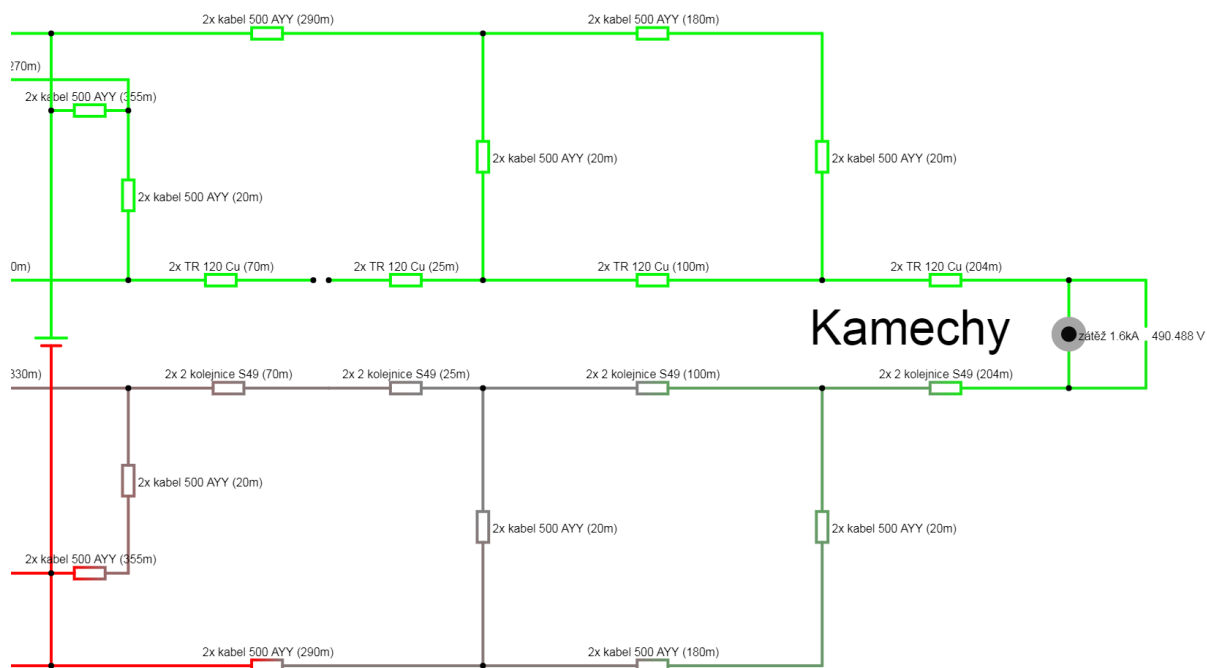 2x kabel 500 AYY (290m)
2x kabel 500 AYY (180m)
270m)
2x kabel 500 AYY (355m)
2x kabel 500 AYY (20m)
2x kabel 500 AYY (20m)
2x kabel 500 AYY (20m)
0m)
2x TR 120 Cu (70m)
2x TR 120 Cu (25m)
2x TR 120 Cu (100m)
2x TR 120 Cu (204m)
Kamechy
zátěž 1.6kA
490.488 V
330m)
2x 2 kolejnice S49 (70m)
2x 2 kolejnice S49 (25m)
2x 2 kolejnice S49 (100m)
2x 2 kolejnice S49 (204m)
2x kabel 500 AYY (20m)
2x kabel 500 AYY (20m)
2x kabel 500 AYY (20m)
2x kabel 500 AYY (355m)
2x kabel 500 AYY (290m)
2x kabel 500 AYY (180m)